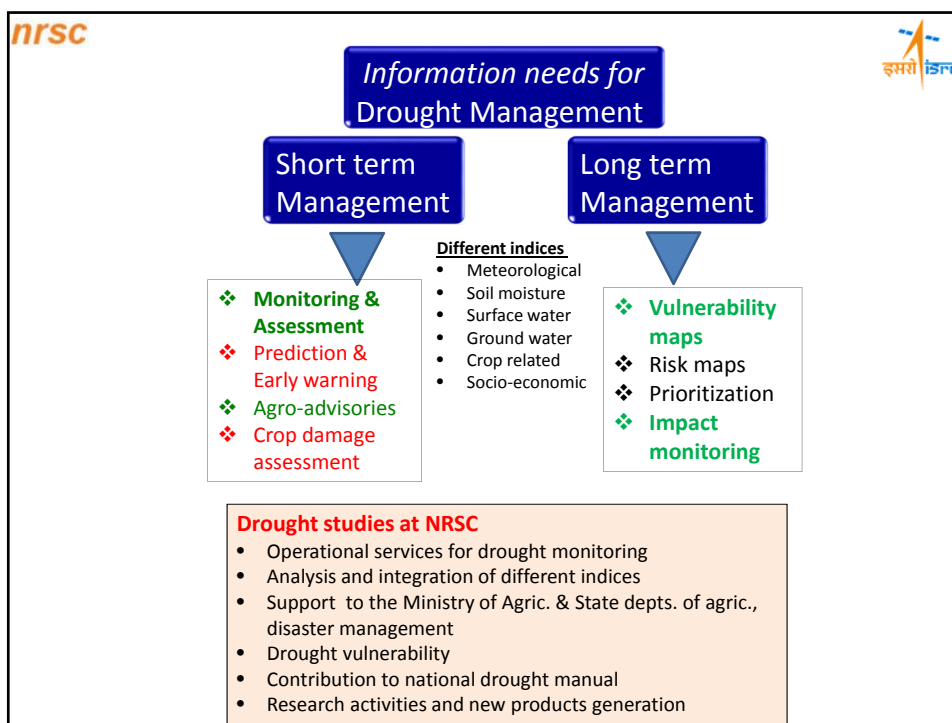 nrsc
इसरो isro
Information needs for
Drought Management
Short term
Management
Long term
Management
Monitoring &
Assessment
Prediction &
Early warning
Agro-advisories
Crop damage
assessment
Different indices
• Meteorological
• Soil moisture
• Surface water
• Ground water
• Crop related
• Socio-economic
Vulnerability
maps
Risk maps
Prioritization
Impact
monitoring
Drought studies at NRSC
• Operational services for drought monitoring
• Analysis and integration of different indices
• Support to the Ministry of Agric. & State depts. of agric.,
disaster management
• Drought vulnerability
• Contribution to national drought manual
• Research activities and new products generation